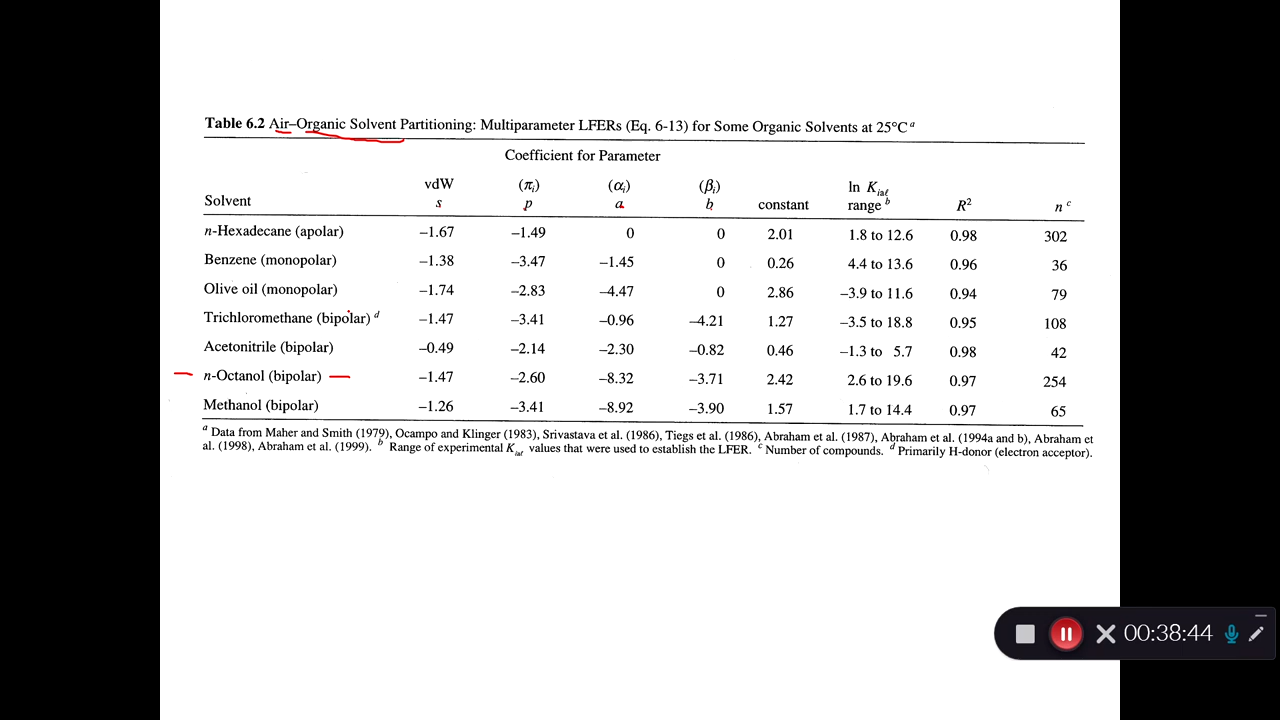 Table 6.2 Air–Organic Solvent Partitioning: Multiparameter LFERs (Eq. 6-13) for Some Organic Solvents at 25°C a
Coefficient for Parameter
vdW (πi) (αi) (βi) ln Kiaℓ
Solvent s p a b constant range b R2 n c
n-Hexadecane (apolar) −1.67 −1.49 0 0 2.01 1.8 to 12.6 0.98 302
Benzene (monopolar) −1.38 −3.47 −1.45 0 0.26 4.4 to 13.6 0.96 36
Olive oil (monopolar) −1.74 −2.83 −4.47 0 2.86 −3.9 to 11.6 0.94 79
Trichloromethane (bipolar) d −1.47 −3.41 −0.96 −4.21 1.27 −3.5 to 18.8 0.95 108
Acetonitrile (bipolar) −0.49 −2.14 −2.30 −0.82 0.46 −1.3 to 5.7 0.98 42
n-Octanol (bipolar) −1.47 −2.60 −8.32 −3.71 2.42 2.6 to 19.6 0.97 254
Methanol (bipolar) −1.26 −3.41 −8.92 −3.90 1.57 1.7 to 14.4 0.97 65
a Data from Maher and Smith (1979), Ocampo and Klinger (1983), Srivastava et al. (1986), Tiegs et al. (1986), Abraham et al. (1987), Abraham et al. (1994a and b), Abraham et
al. (1998), Abraham et al. (1999). b Range of experimental Kiaℓ values that were used to establish the LFER. c Number of compounds. d Primarily H-donor (electron acceptor).
00:38:44